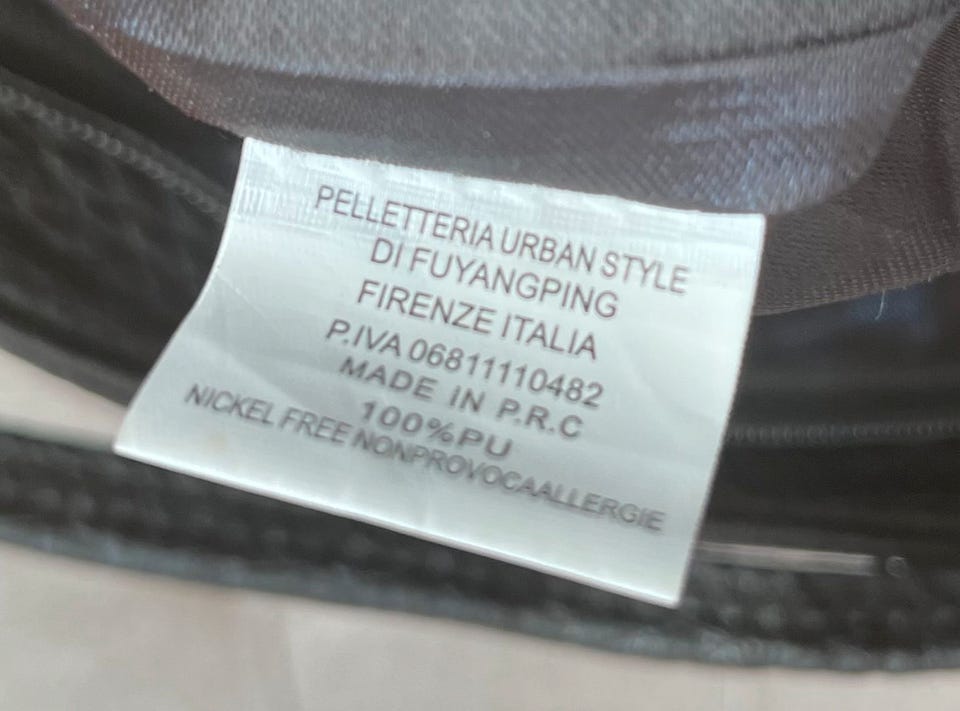 PELLETTERIA URBAN STYLE
DI FUYANGPING
FIRENZE ITALIA
P.IVA 06811110482
MADE IN P.R.C
100%PU
NICKEL FREE NONPROVOCAALLERGIE